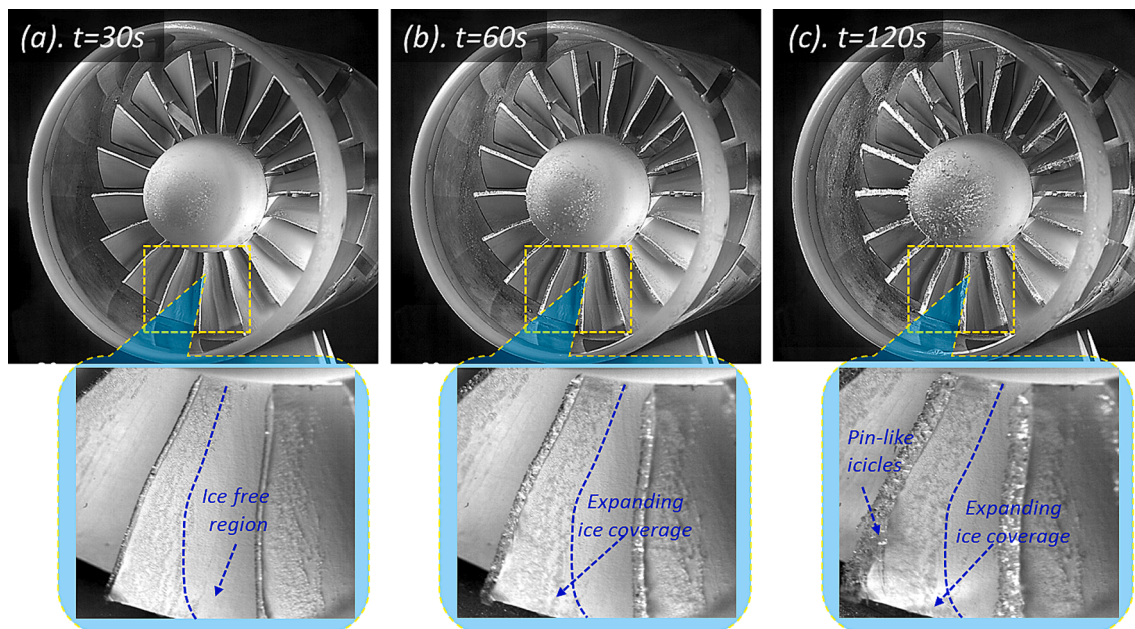 (a). t=30s
(b). t=60s
(c). t=120s
Ice free
region
Expanding
ice coverage
Pin-like
icicles
Expanding
ice coverage